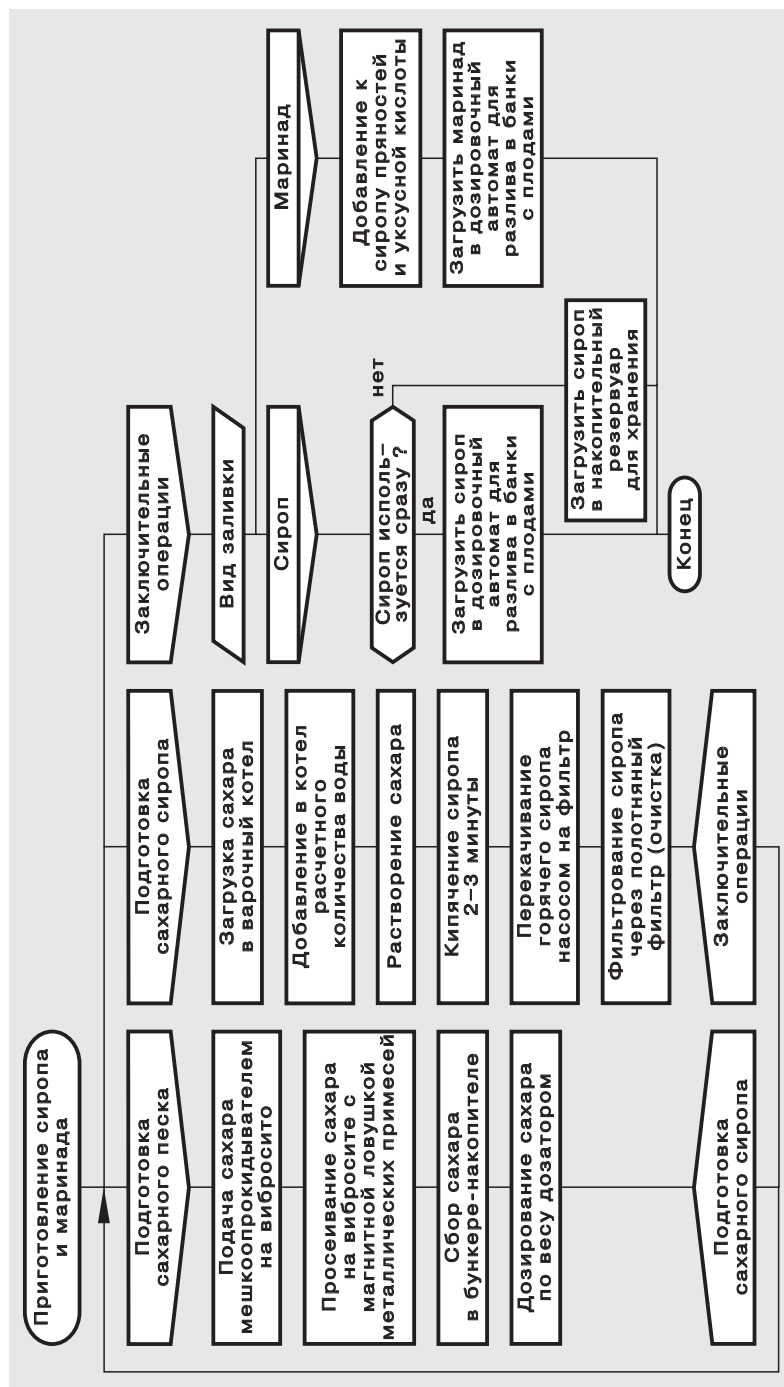 Приготовление сиропа
и маринада
Подготовка
сахарного песка
Подача сахара
мешкоопрокидывателем
на вибросито
Просеивание сахара
на вибросите с
магнитной ловушкой
металлических примесей
Сбор сахара
в бункере-накопителе
Дозирование сахара
по весу дозатором
Подготовка
сахарного сиропа
Подготовка
сахарного сиропа
Загрузка сахара
в варочный котел
Добавление в котел
расчетного
количества воды
Растворение сахара
Кипячение сиропа
2–3 минуты
Перекачивание
горячего сиропа
насосом на фильтр
Фильтрование сиропа
через полотняный
фильтр (очистка)
Заключительные
операции
Заключительные
операции
Вид заливки
Сироп
Сироп исполь–
зуется сразу ?
да
нет
Загрузить сироп
в дозировочный
автомат для
разлива в банки
с плодами
Загрузить сироп
в накопительный
резервуар
для хранения
Конец
Маринад
Добавление к
сиропу пряностей
и уксусной кислоты
Загрузить маринад
в дозировочный
автомат для
разлива в банки
с плодами